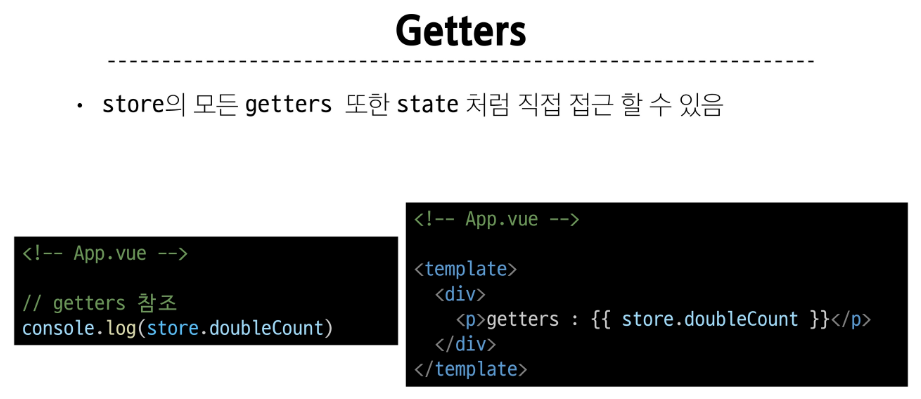 Getters
• store의 모든 getters 또한 state 처럼 직접 접근 할 수 있음
<!-- App.vue -->
// getters 참조
console.log(store.doubleCount)
<!-- App.vue -->
<template>
<div>
<p>getters : {{ store.doubleCount }}</p>
</div>
</template>